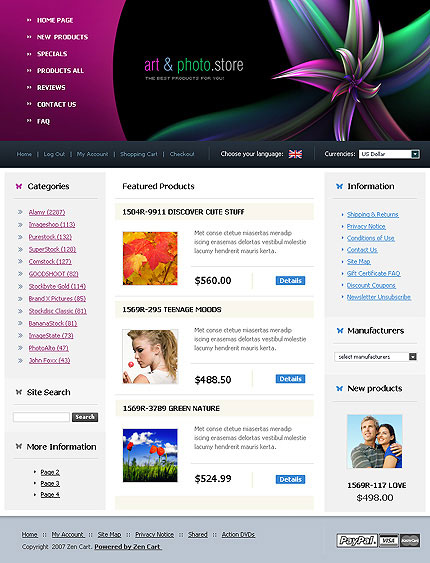 HOME PAGE
NEW PRODUCTS
SPECIALS
PRODUCTS ALL
REVIEWS
CONTACT US
FAQ
art & photo.store
THE BEST PRODUCTS FOR YOU!
Home | Log Out | My Account | Shopping Cart | Checkout
Choose your language:
Currencies: US Dollar
Categories
Alamy (2207)
Imageshop (113)
Purestock (132)
SuperStock (128)
Comstock (127)
GOODSHOOT (82)
Stockbyte Gold (114)
Brand X Pictures (85)
Stockdisc Classic (81)
BananaStock (81)
ImageState (73)
PhotoAlto (47)
John Foxx (43)
Site Search
Search
More Information
Page 2
Page 3
Page 4
Featured Products
1504R-9911 DISCOVER CUTE STUFF
Met conse ctetue niasertas meradip
iscing erasemas delortas vestibul molestie
lacumy hendrerit mauris kerta.
$560.00
Details
1569R-295 TEENAGE MOODS
Met conse ctetue niasertas meradip
iscing erasemas delortas vestibul molestie
lacumy hendrerit mauris kerta.
$488.50
Details
1569R-3789 GREEN NATURE
Met conse ctetue niasertas meradip
iscing erasemas delortas vestibul molestie
lacumy hendrerit mauris kerta.
$524.99
Details
Information
Shipping & Returns
Privacy Notice
Conditions of Use
Contact Us
Site Map
Gift Certificate FAQ
Discount Coupons
Newsletter Unsubscribe
Manufacturers
select manufacturers
New products
1569R-117 LOVE
$498.00
Home :: My Account :: Site Map :: Privacy Notice :: Shared :: Action DVDs
Copyright 2007 Zen Cart. Powered by Zen Cart
PayPal VISA